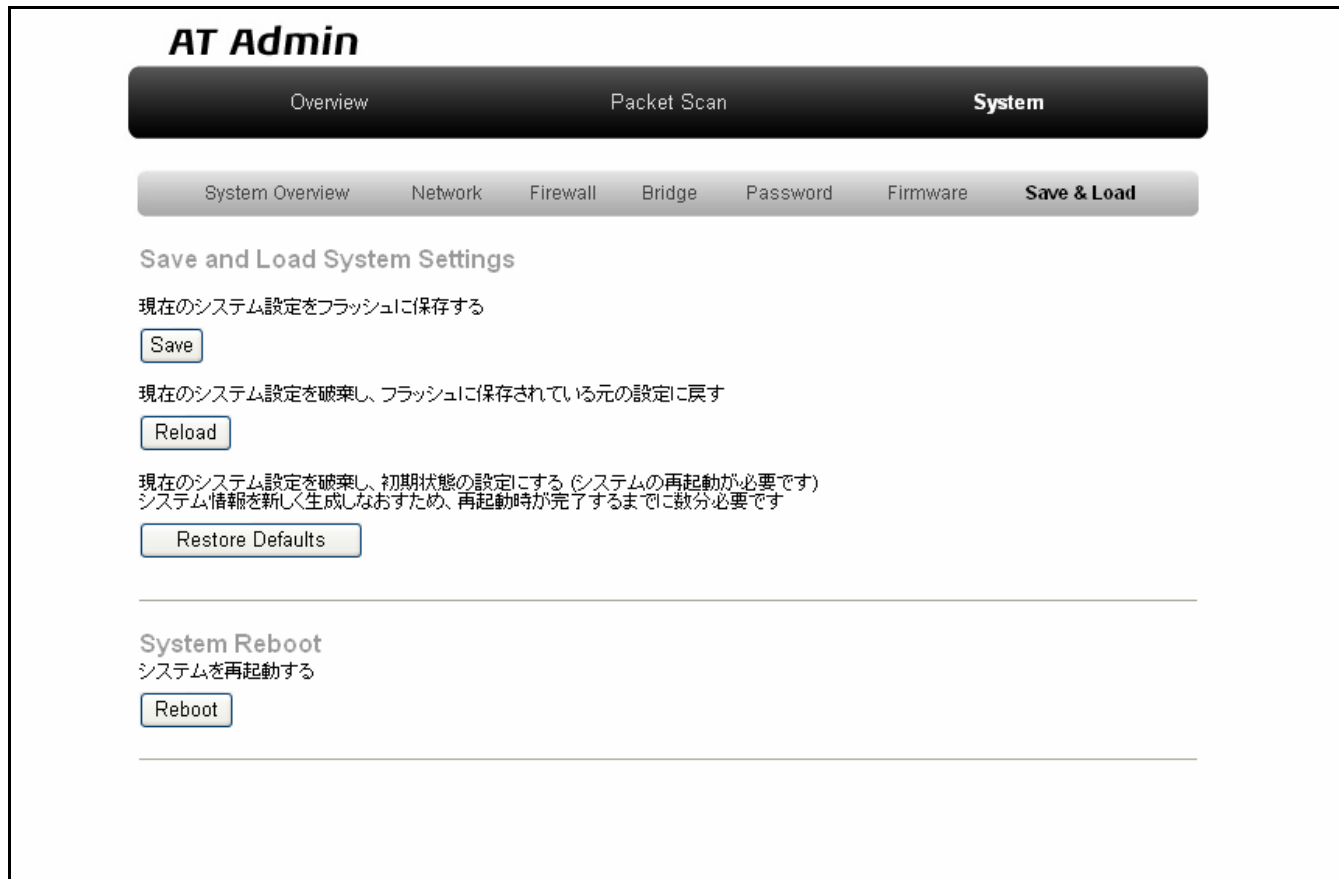 AT Admin
Overview Packet Scan System
System Overview Network Firewall Bridge Password Firmware Save & Load
Save and Load System Settings
現在のシステム設定をフラッシュに保存する
Save
現在のシステム設定を破棄し、フラッシュに保存されている元の設定に戻す
Reload
現在のシステム設定を破棄し、初期状態の設定にする (システムの再起動が必要です)
システム情報を新しく生成しなおすため、再起動時が完了するまでに数分必要です
Restore Defaults
System Reboot
システムを再起動する
Reboot